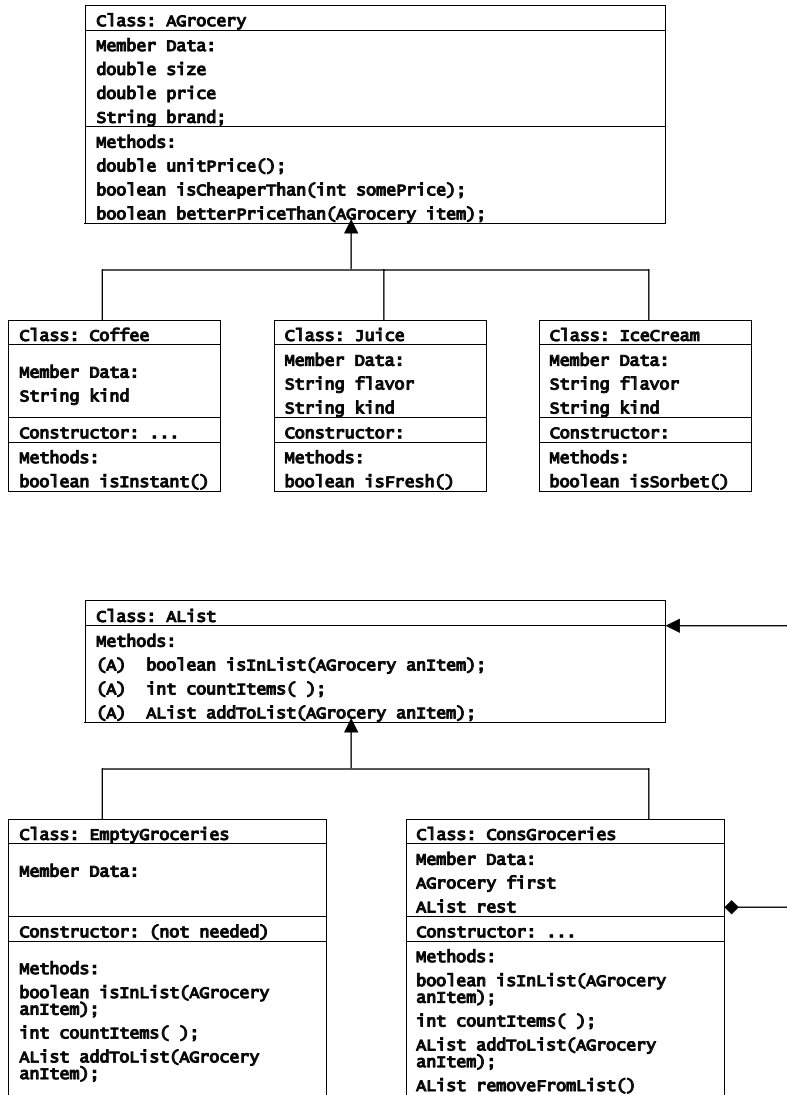 Class: AGrocery
Member Data:
double size
double price
String brand;
Methods:
double unitPrice();
boolean isCheaperThan(int somePrice);
boolean betterPriceThan(AGrocery item);
Class: Coffee
Member Data:
String kind
Constructor: ...
Methods:
boolean isInstant()
Class: Juice
Member Data:
String flavor
String kind
Constructor:
Methods:
boolean isFresh()
Class: IceCream
Member Data:
String flavor
String kind
Constructor:
Methods:
boolean isSorbet()
Class: AList
Methods:
(A) boolean isInList(AGrocery anItem);
(A) int countItems( );
(A) AList addToList(AGrocery anItem);
Class: EmptyGroceries
Member Data:
Constructor: (not needed)
Methods:
boolean isInList(AGrocery
anItem);
int countItems( );
AList addToList(AGrocery
anItem);
Class: ConsGroceries
Member Data:
AGrocery first
AList rest
Constructor: ...
Methods:
boolean isInList(AGrocery
anItem);
int countItems( );
AList addToList(AGrocery
anItem);
AList removeFromList()